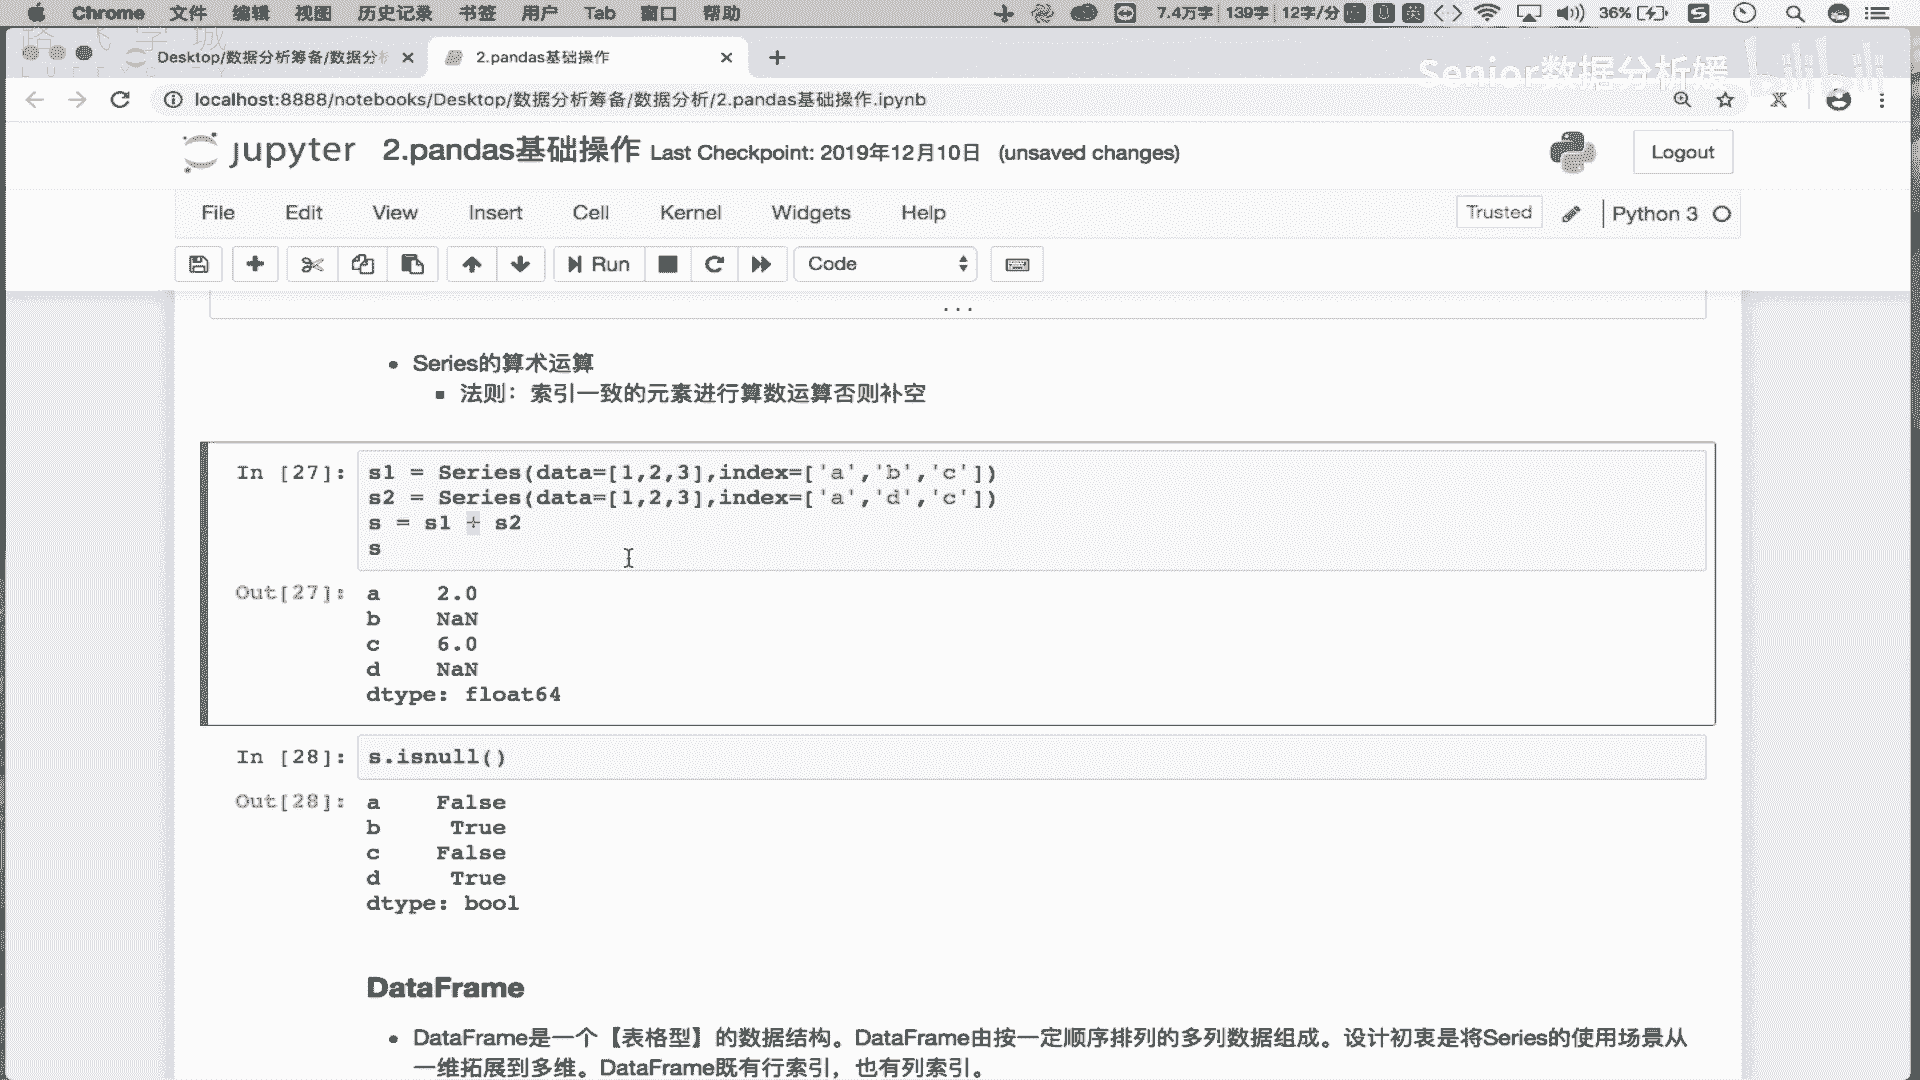 Chrome 文件 编辑 视图 历史记录 书签 用户 Tab 窗口 帮助 7.4万字 139字 12字/分 英 36%
Desktop/数据分析筹备/数据分析 2.pandas基础操作
Senior数据分析媛 bilibili
localhost:8888/notebooks/Desktop/数据分析筹备/数据分析/2.pandas基础操作.ipynb
jupyter 2.pandas基础操作 Last Checkpoint: 2019年12月10日 (unsaved changes)
Logout
File Edit View Insert Cell Kernel Widgets Help Trusted Python 3
Run Code
...
Series的算术运算
法则：索引一致的元素进行算数运算否则补空
In [27]: s1 = Series(data=[1,2,3],index=['a','b','c'])
s2 = Series(data=[1,2,3],index=['a','d','c'])
s = s1 + s2
s
Out[27]: a 2.0
b NaN
c 6.0
d NaN
dtype: float64
In [28]: s.isnull()
Out[28]: a False
b True
c False
d True
dtype: bool
DataFrame
DataFrame是一个【表格型】的数据结构。DataFrame由按一定顺序排列的多列数据组成。设计初衷是将Series的使用场景从
一维拓展到多维。DataFrame既有行索引，也有列索引。